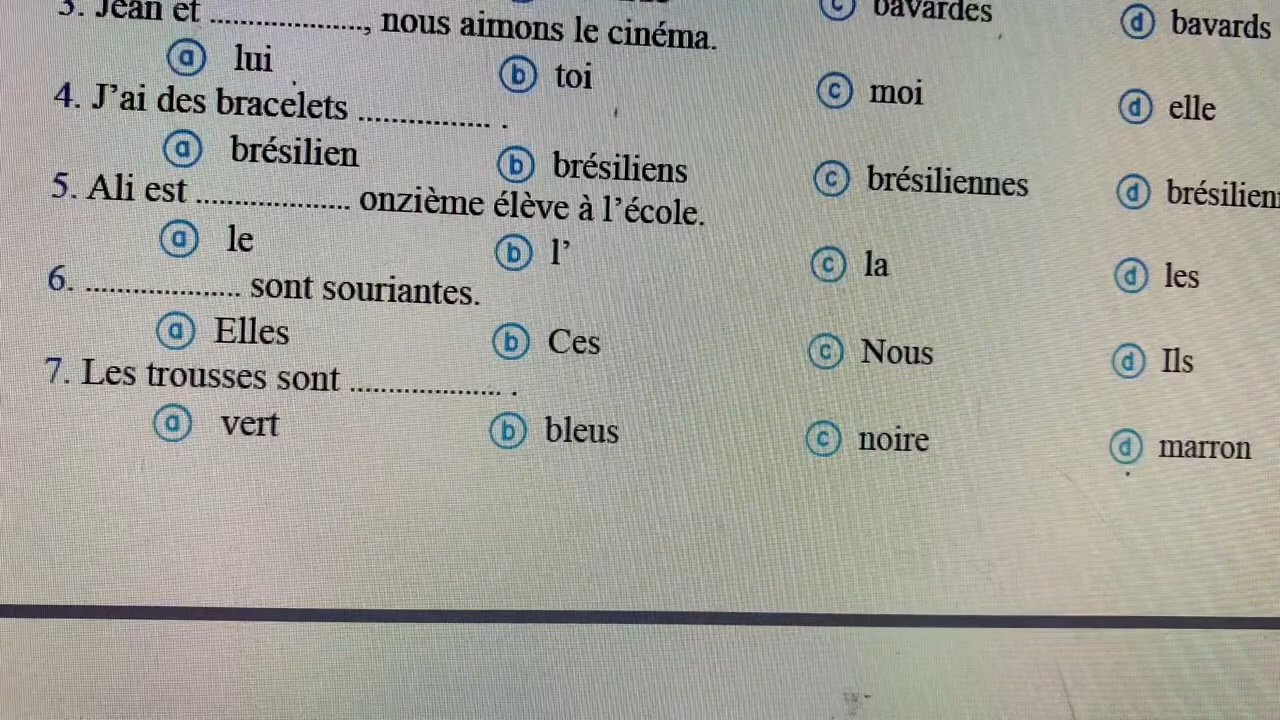 3. Jean et ..................., nous aimons le cinéma.
c bavardes d bavards
a lui b toi c moi d elle
4. J’ai des bracelets ................. .
a brésilien b brésiliens c brésiliennes
5. Ali est ................... onzième élève à l’école.
a le b l’ c la d les
6. ................... sont souriantes.
a Elles b Ces c Nous d Ils
7. Les trousses sont ................... .
a vert b bleus c noire d marron